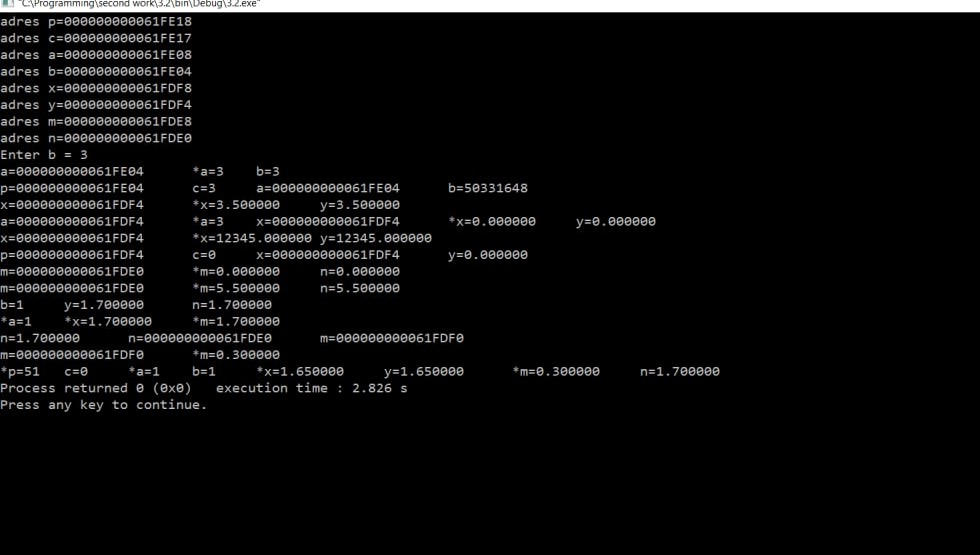 "C:\Programming\second work\3.2\bin\Debug\3.2.exe"
adres p=000000000061FE18
adres c=000000000061FE17
adres a=000000000061FE08
adres b=000000000061FE04
adres x=000000000061FDF8
adres y=000000000061FDF4
adres m=000000000061FDE8
adres n=000000000061FDE0
Enter b = 3
a=000000000061FE04 *a=3 b=3
p=000000000061FE04 c=3 a=000000000061FE04 b=50331648
x=000000000061FDF4 *x=3.500000 y=3.500000
a=000000000061FDF4 *a=3 x=000000000061FDF4 *x=0.000000 y=0.000000
x=000000000061FDF4 *x=12345.000000 y=12345.000000
p=000000000061FDF4 c=0 x=000000000061FDF4 y=0.000000
m=000000000061FDE0 *m=0.000000 n=0.000000
m=000000000061FDE0 *m=5.500000 n=5.500000
b=1 y=1.700000 n=1.700000
*a=1 *x=1.700000 *m=1.700000
n=1.700000 n=000000000061FDE0 m=000000000061FDF0
m=000000000061FDF0 *m=0.300000
*p=51 c=0 *a=1 b=1 *x=1.650000 y=1.650000 *m=0.300000 n=1.700000
Process returned 0 (0x0) execution time : 2.826 s
Press any key to continue.